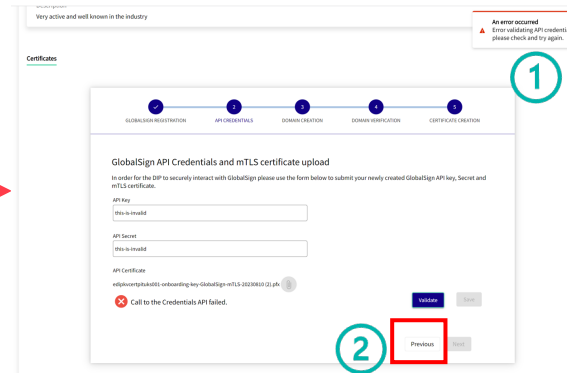 Description
Very active and well known in the industry
An error occurred
Error validating API credenti
please check and try again.
1
Certificates
2
3
4
5
GLOBALSIGN REGISTRATION
API CREDENTIALS
DOMAIN CREATION
DOMAIN VERIFICATION
CERTIFICATE CREATION
GlobalSign API Credentials and mTLS certificate upload
In order for the DIP to securely interact with GlobalSign please use the form below to submit your newly created GlobalSign API key, Secret and
mTLS certificate.
API Key
this-is-invalid
API Secret
this-is-invalid
API Certificate
edipkvcertpituks001-onboarding-key-GlobalSign-mTLS-20230810 (2).pfx
Call to the Credentials API failed.
Validate
Save
2
Previous
Next